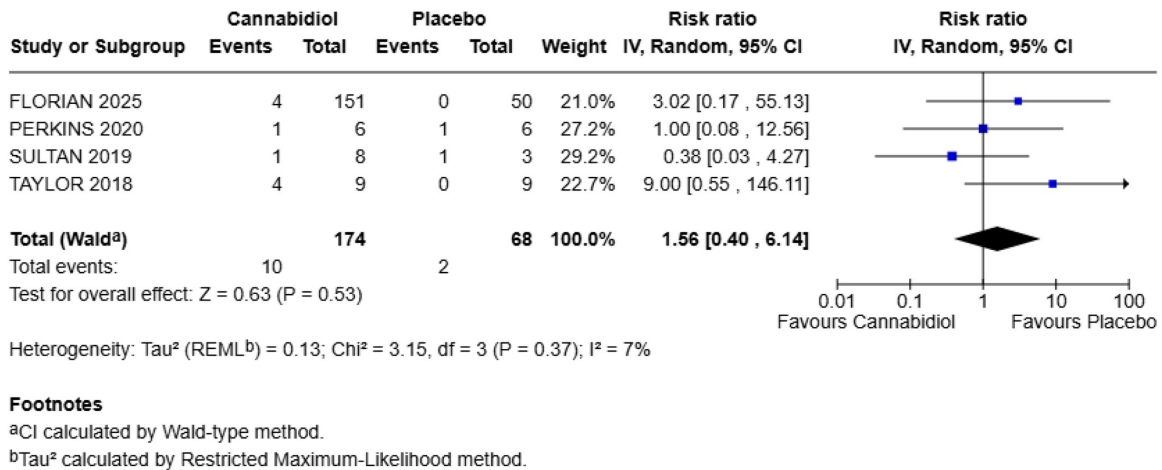 Cannabidiol Placebo Risk ratio Risk ratio
Study or Subgroup Events Total Events Total Weight IV, Random, 95% CI IV, Random, 95% CI
FLORIAN 2025 4 151 0 50 21.0% 3.02 [0.17 , 55.13]
PERKINS 2020 1 6 1 6 27.2% 1.00 [0.08 , 12.56]
SULTAN 2019 1 8 1 3 29.2% 0.38 [0.03 , 4.27]
TAYLOR 2018 4 9 0 9 22.7% 9.00 [0.55 , 146.11]
Total (Waldᵃ) 174 68 100.0% 1.56 [0.40 , 6.14]
Total events: 10 2
Test for overall effect: Z = 0.63 (P = 0.53)
0.01 0.1 1 10 100
Favours Cannabidiol Favours Placebo
Heterogeneity: Tau² (REMLᵇ) = 0.13; Chi² = 3.15, df = 3 (P = 0.37); I² = 7%
Footnotes
ᵃCI calculated by Wald-type method.
ᵇTau² calculated by Restricted Maximum-Likelihood method.